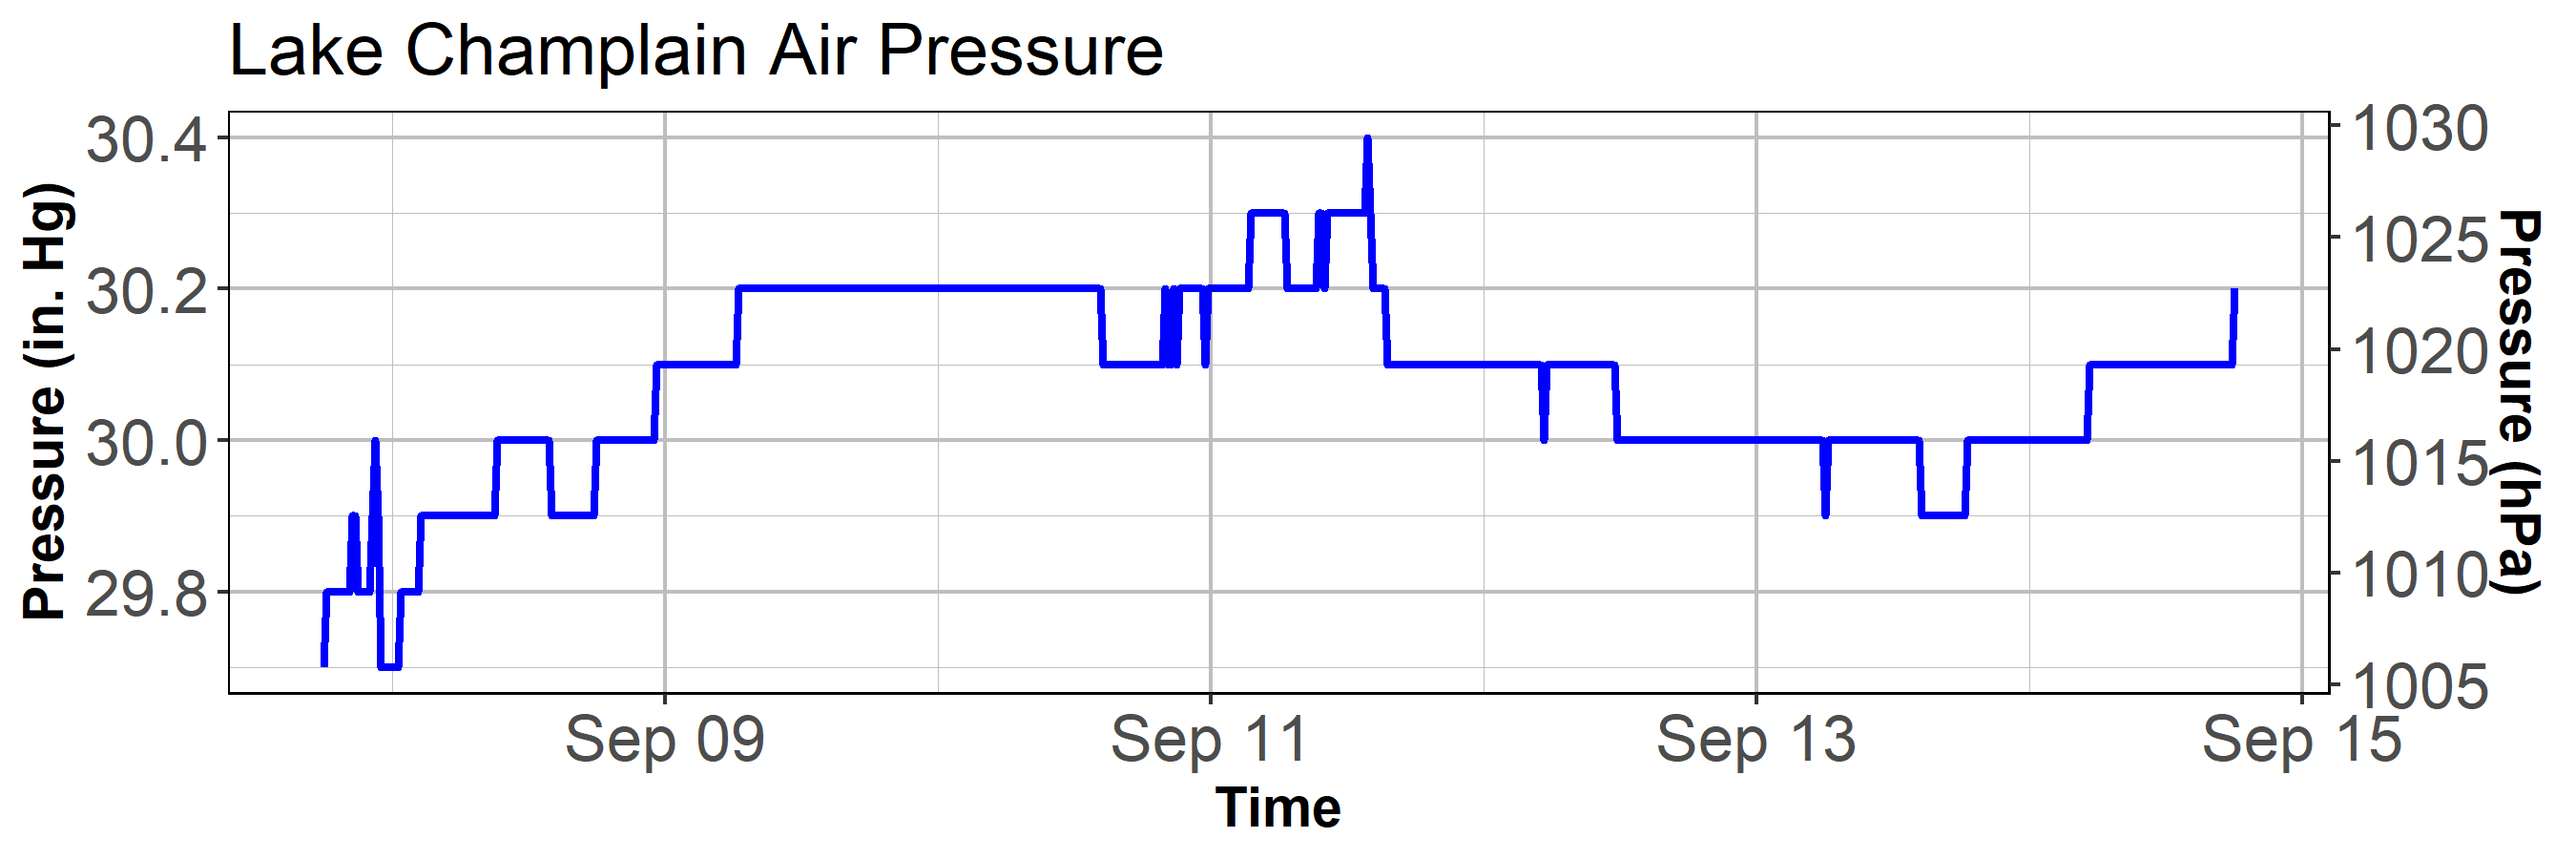 Lake Champlain Air Pressure
Pressure (in. Hg)
30.4
30.2
30.0
29.8
1030
1025
1020
1015
1010
1005
Pressure (hPa)
Sep 09
Sep 11
Sep 13
Sep 15
Time